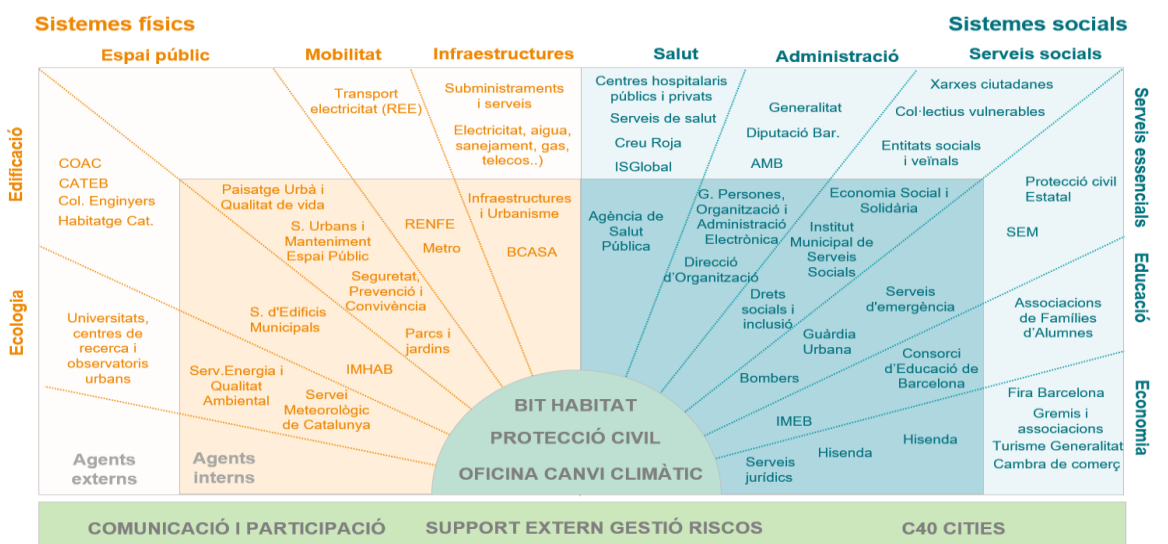 Sistemes físics
Sistemes socials
Espai públic
Mobilitat
Infraestructures
Salut
Administració
Serveis socials
Edificació
Ecologia
Serveis essencials
Educació
Economia
COAC
CATEB
Col. Enginyers
Habitatge Cat.
Universitats,
centres de
recerca i
observatoris
urbans
Agents
externs
Transport
electricitat (REE)
Subministraments
i serveis
Electricitat, aigua,
sanejament, gas,
telecos..)
Paisatge Urbà i
Qualitat de vida
S. Urbans i
Manteniment
Espai Públic
Seguretat,
Prevenció i
Convivència
S. d'Edificis
Municipals
Parcs i
jardins
Serv.Energia i
Qualitat
Ambiental
IMHAB
Servei
Meteorològic
de Catalunya
Agents
interns
RENFE
Metro
Infraestructures
i Urbanisme
BCASA
Centres hospitalaris
públics i privats
Serveis de salut
Creu Roja
ISGlobal
Generalitat
Diputació Bar.
AMB
Xarxes ciutadanes
Col·lectius vulnerables
Entitats socials
i veïnals
Protecció civil
Estatal
SEM
Agència de
Salut
Pública
G. Persones,
Organització i
Administració
Electrònica
Direcció
d'Organització
Economia Social i
Solidària
Institut
Municipal de
Serveis
Socials
Drets
socials i
inclusió
Serveis
d'emergència
Guàrdia
Urbana
Bombers
Consorci
d'Educació de
Barcelona
IMEB
Hisenda
Hisenda
Serveis
jurídics
Associacions
de Famílies
d'Alumnes
Fira Barcelona
Gremis i
associacions
Turisme Generalitat
Cambra de comerç
BIT HABITAT
PROTECCIÓ CIVIL
OFICINA CANVI CLIMÀTIC
COMUNICACIÓ I PARTICIPACIÓ
SUPPORT EXTERN GESTIÓ RISCOS
C40 CITIES